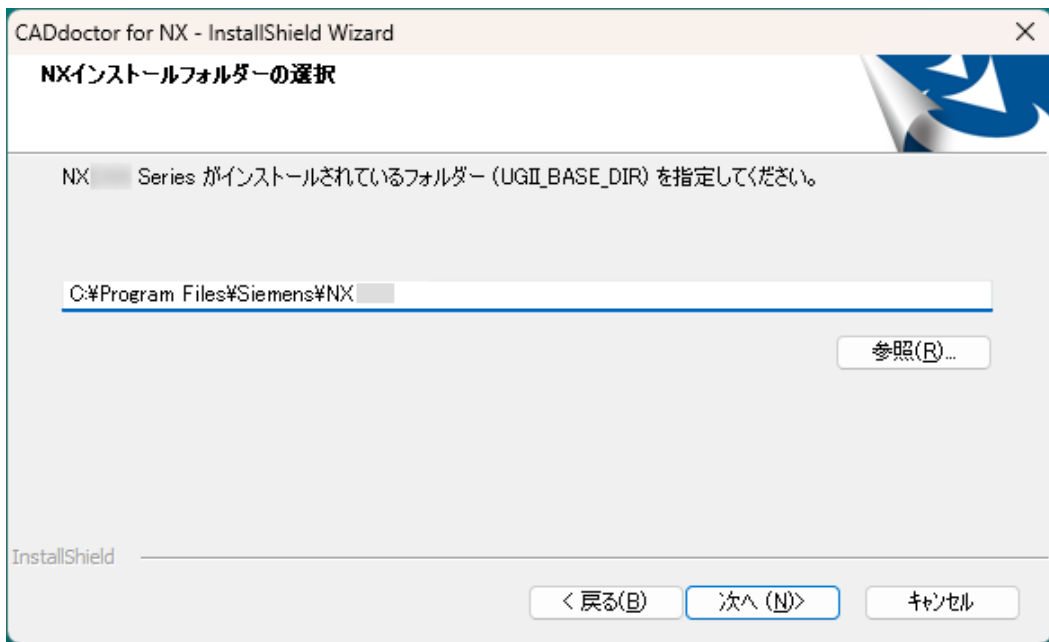 CADdoctor for NX - InstallShield Wizard
NXインストールフォルダーの選択
NX Series がインストールされているフォルダー (UGII_BASE_DIR) を指定してください。
C:¥Program Files¥Siemens¥NX
参照(R)...
InstallShield
< 戻る(B)
次へ (N)>
キャンセル